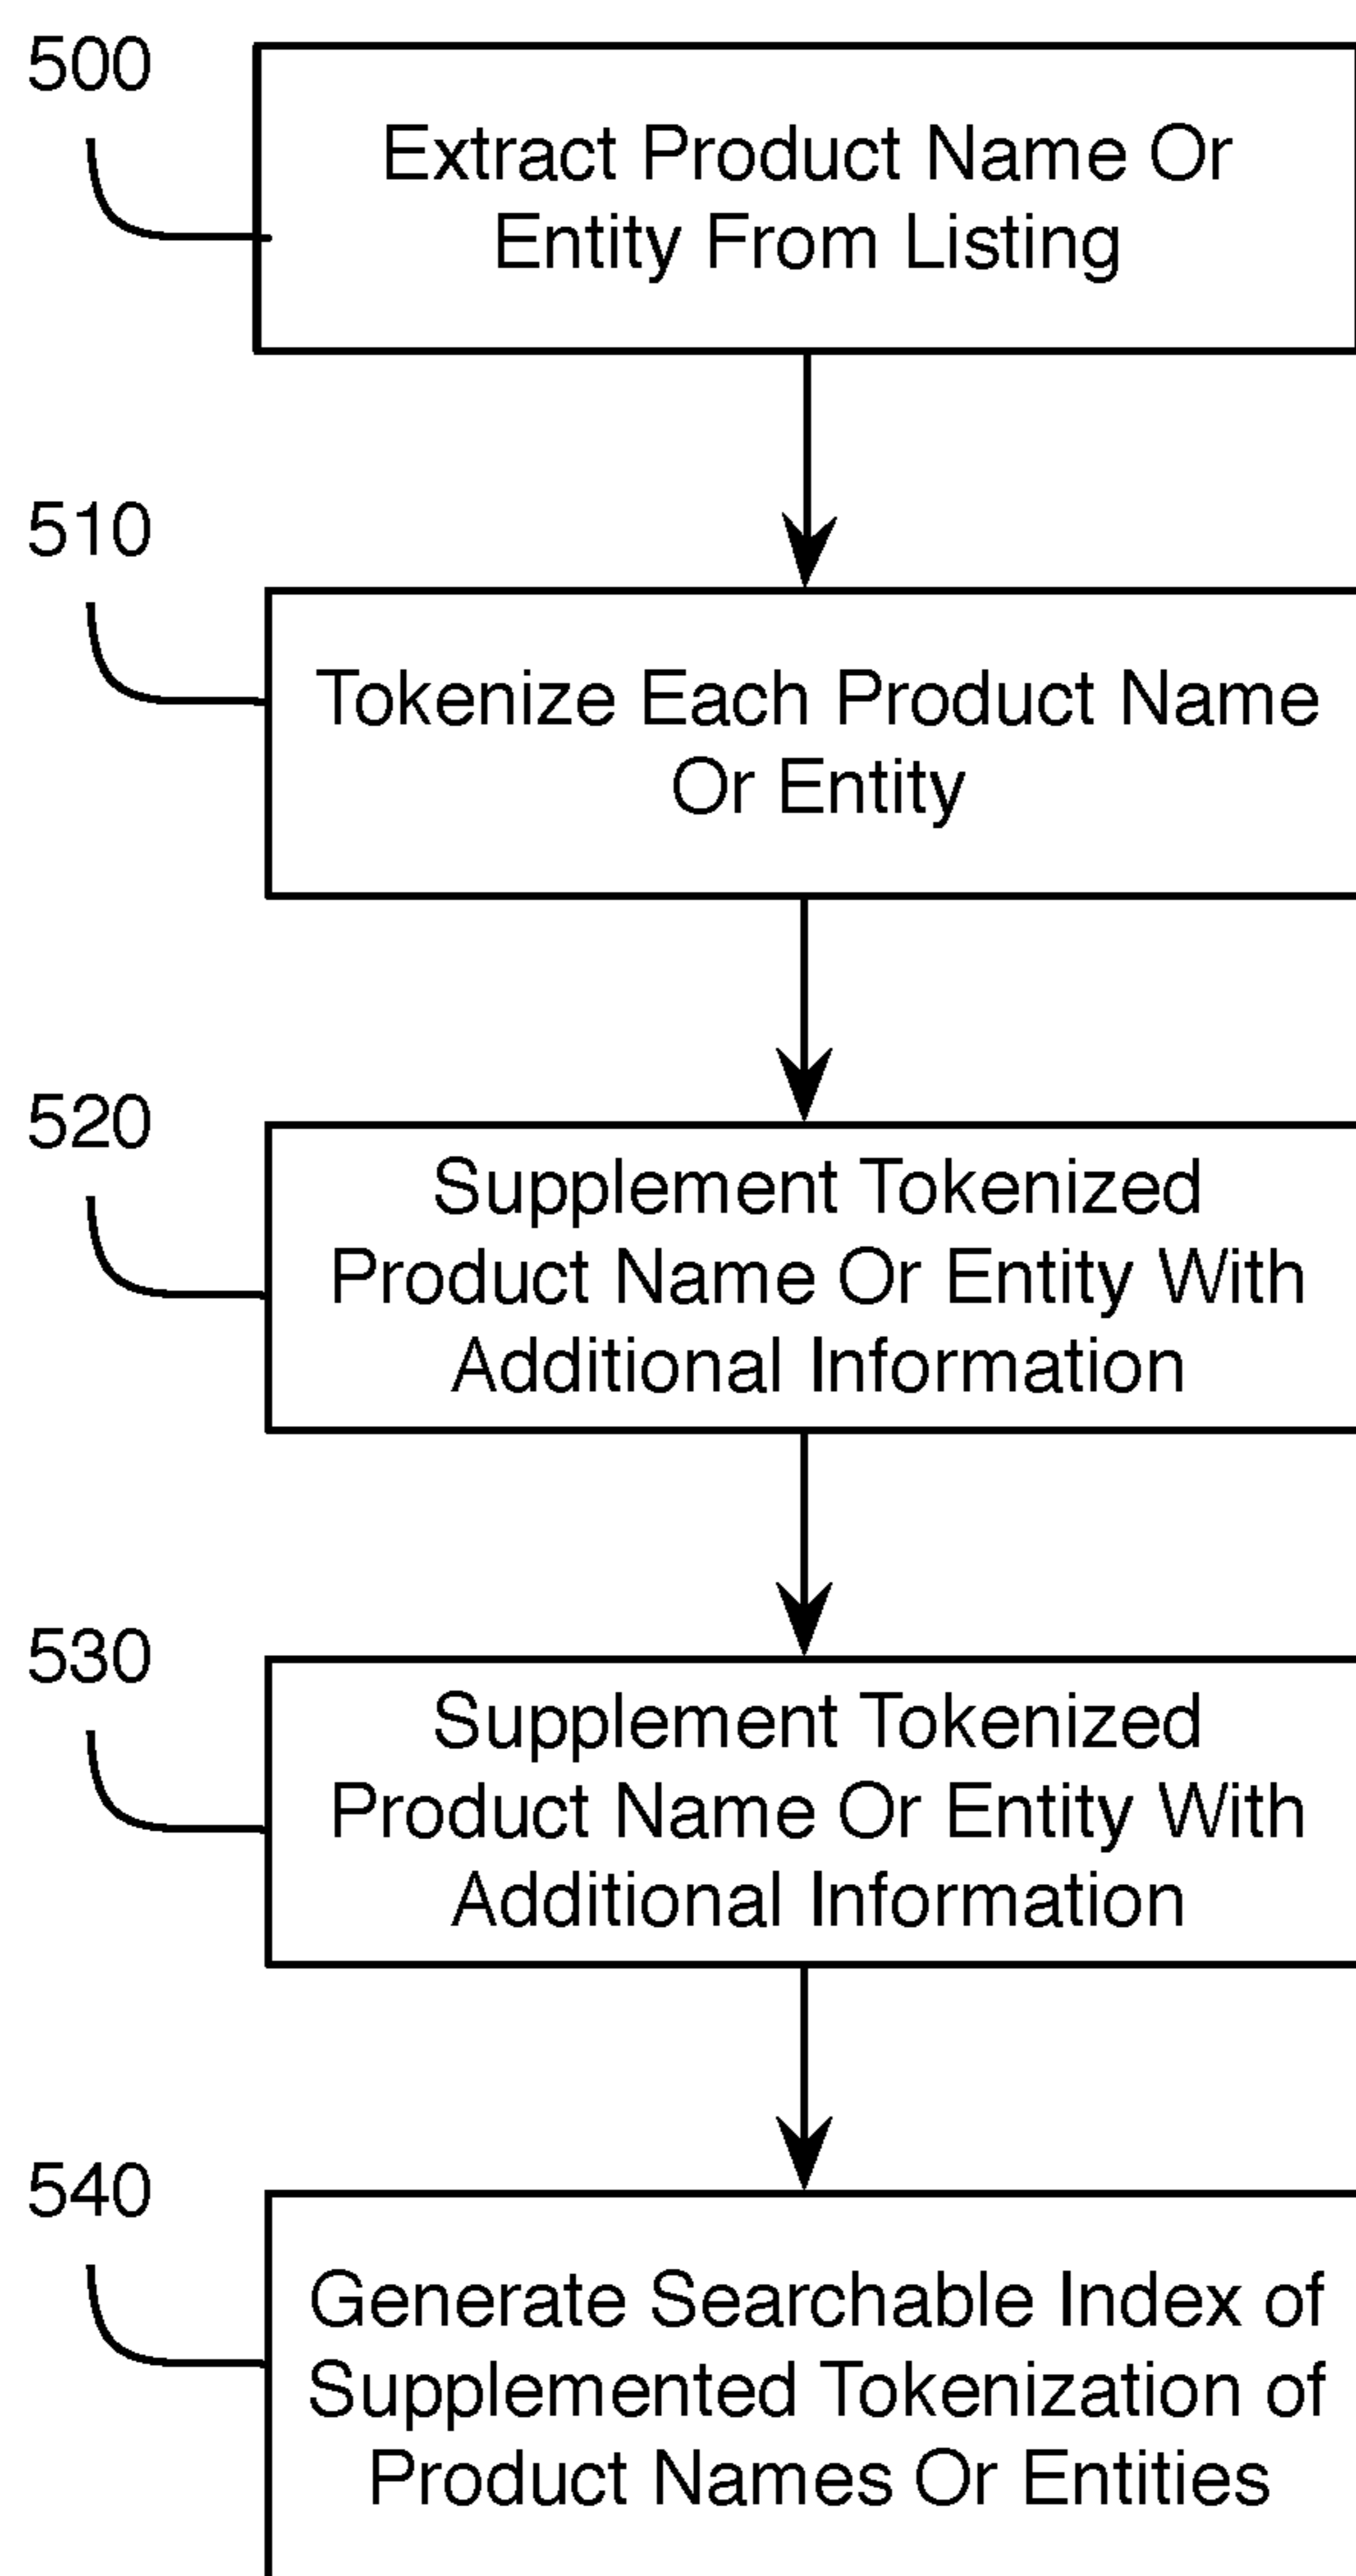 500
Extract Product Name Or
Entity From Listing
510
Tokenize Each Product Name
Or Entity
520
Supplement Tokenized
Product Name Or Entity With
Additional Information
530
Supplement Tokenized
Product Name Or Entity With
Additional Information
540
Generate Searchable Index of
Supplemented Tokenization of
Product Names Or Entities